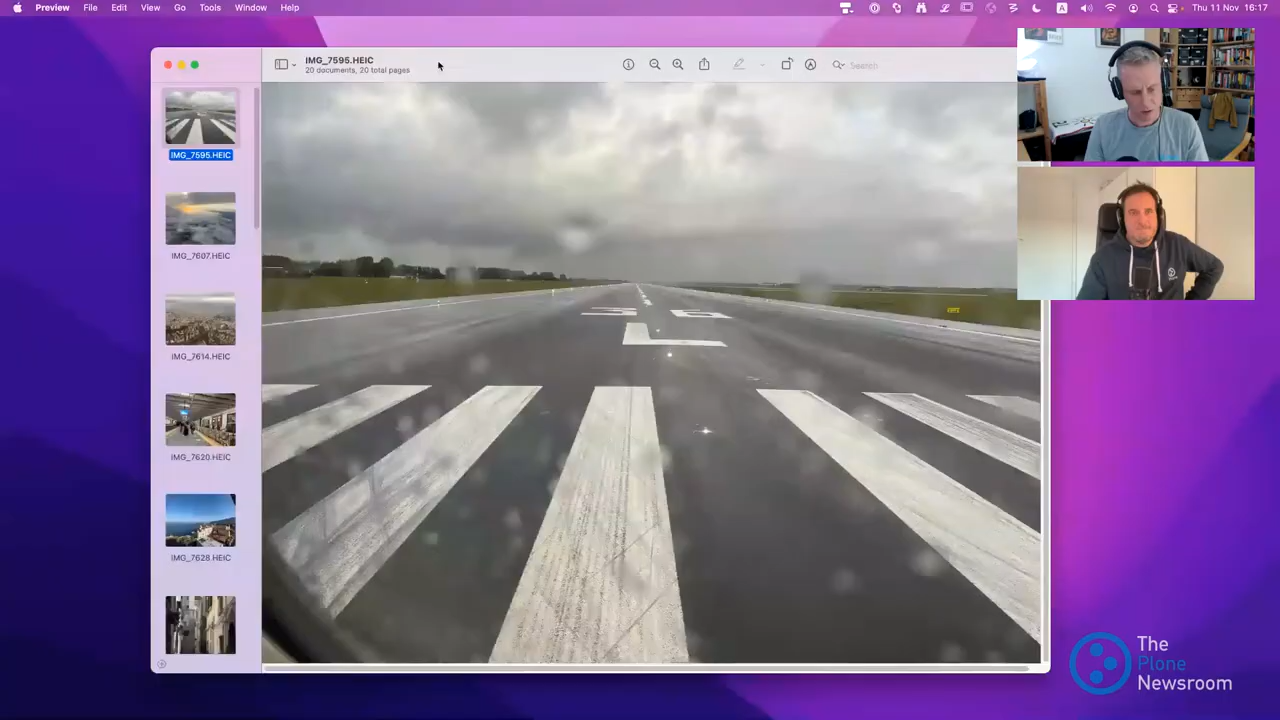 Preview File Edit View Go Tools Window Help
A
Thu 11 Nov 16:17
IMG_7595.HEIC
20 documents, 20 total pages
Search
IMG_7595.HEIC
IMG_7607.HEIC
IMG_7614.HEIC
IMG_7620.HEIC
IMG_7628.HEIC
36
L
The
Plone
Newsroom